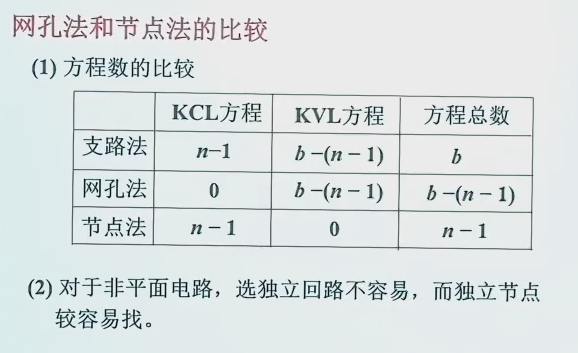 网孔法和节点法的比较
(1) 方程数的比较
KCL方程 KVL方程 方程总数
支路法 n−1 b −(n − 1) b
网孔法 0 b −(n − 1) b −(n − 1)
节点法 n − 1 0 n − 1
(2) 对于非平面电路，选独立回路不容易，而独立节点
较容易找。